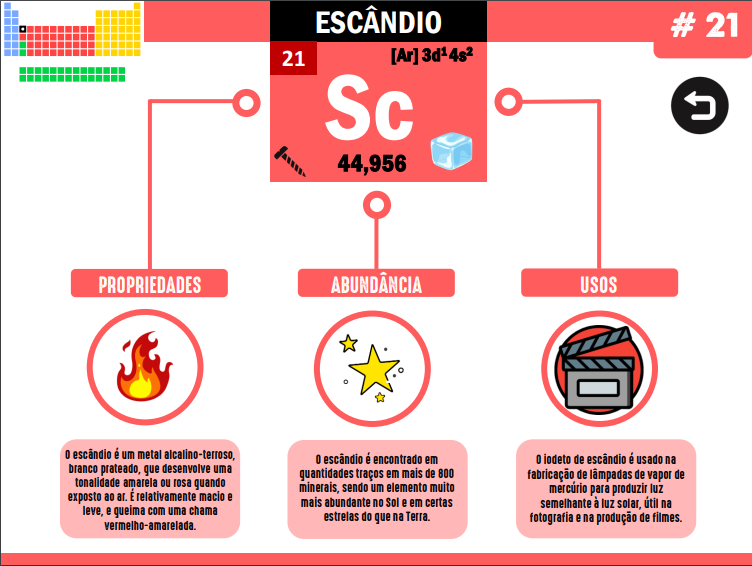 ESCÂNDIO
# 21
21
[Ar] 3d¹ 4s²
Sc
44,956
PROPRIEDADES
ABUNDÂNCIA
USOS
O escândio é um metal alcalino-terroso,
branco prateado, que desenvolve uma
tonalidade amarela ou rosa quando
exposto ao ar. É relativamente macio e
leve, e queima com uma chama
vermelho-amarelada.
O escândio é encontrado em
quantidades traços em mais de 800
minerais, sendo um elemento muito
mais abundante no Sol e em certas
estrelas do que na Terra.
O iodeto de escândio é usado na
fabricação de lâmpadas de vapor de
mercúrio para produzir luz
semelhante à luz solar, útil na
fotografia e na produção de filmes.